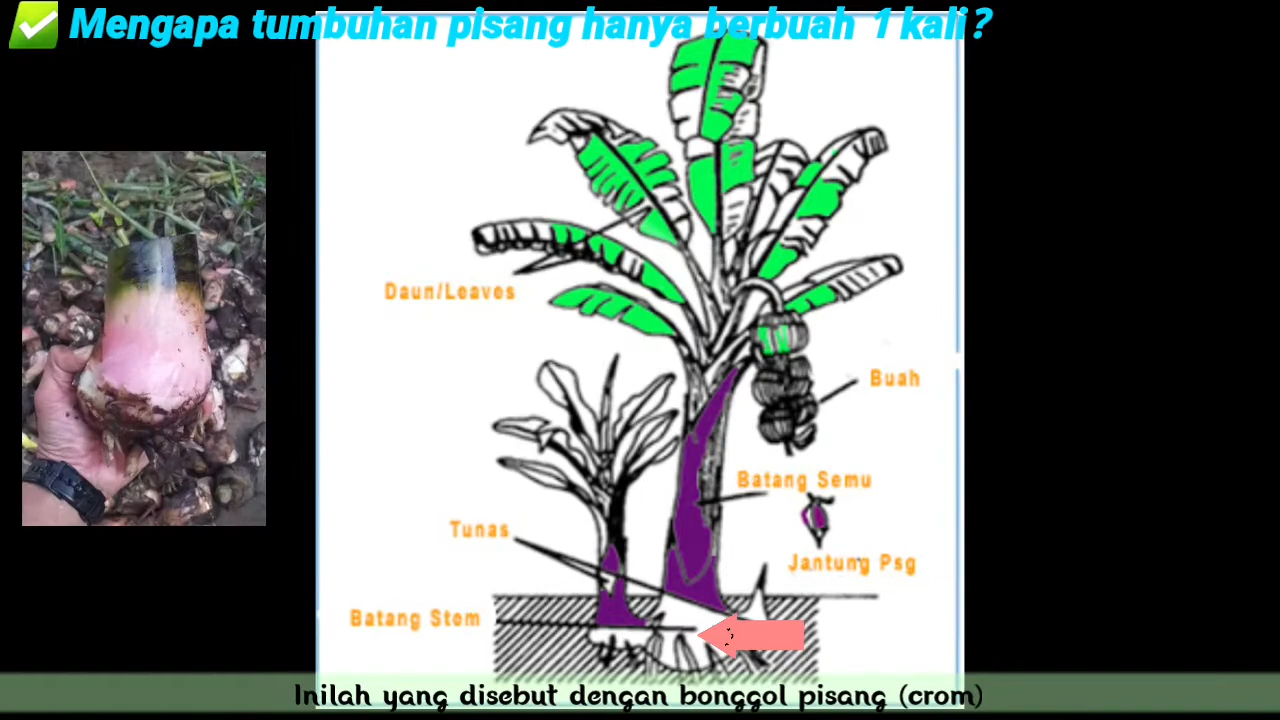 Mengapa tumbuhan pisang hanya berbuah 1 kali?
Daun/Leaves
Buah
Batang Semu
Tunas
Jantung Psg
Batang Stem
Inilah yang disebut dengan bonggol pisang (crom)